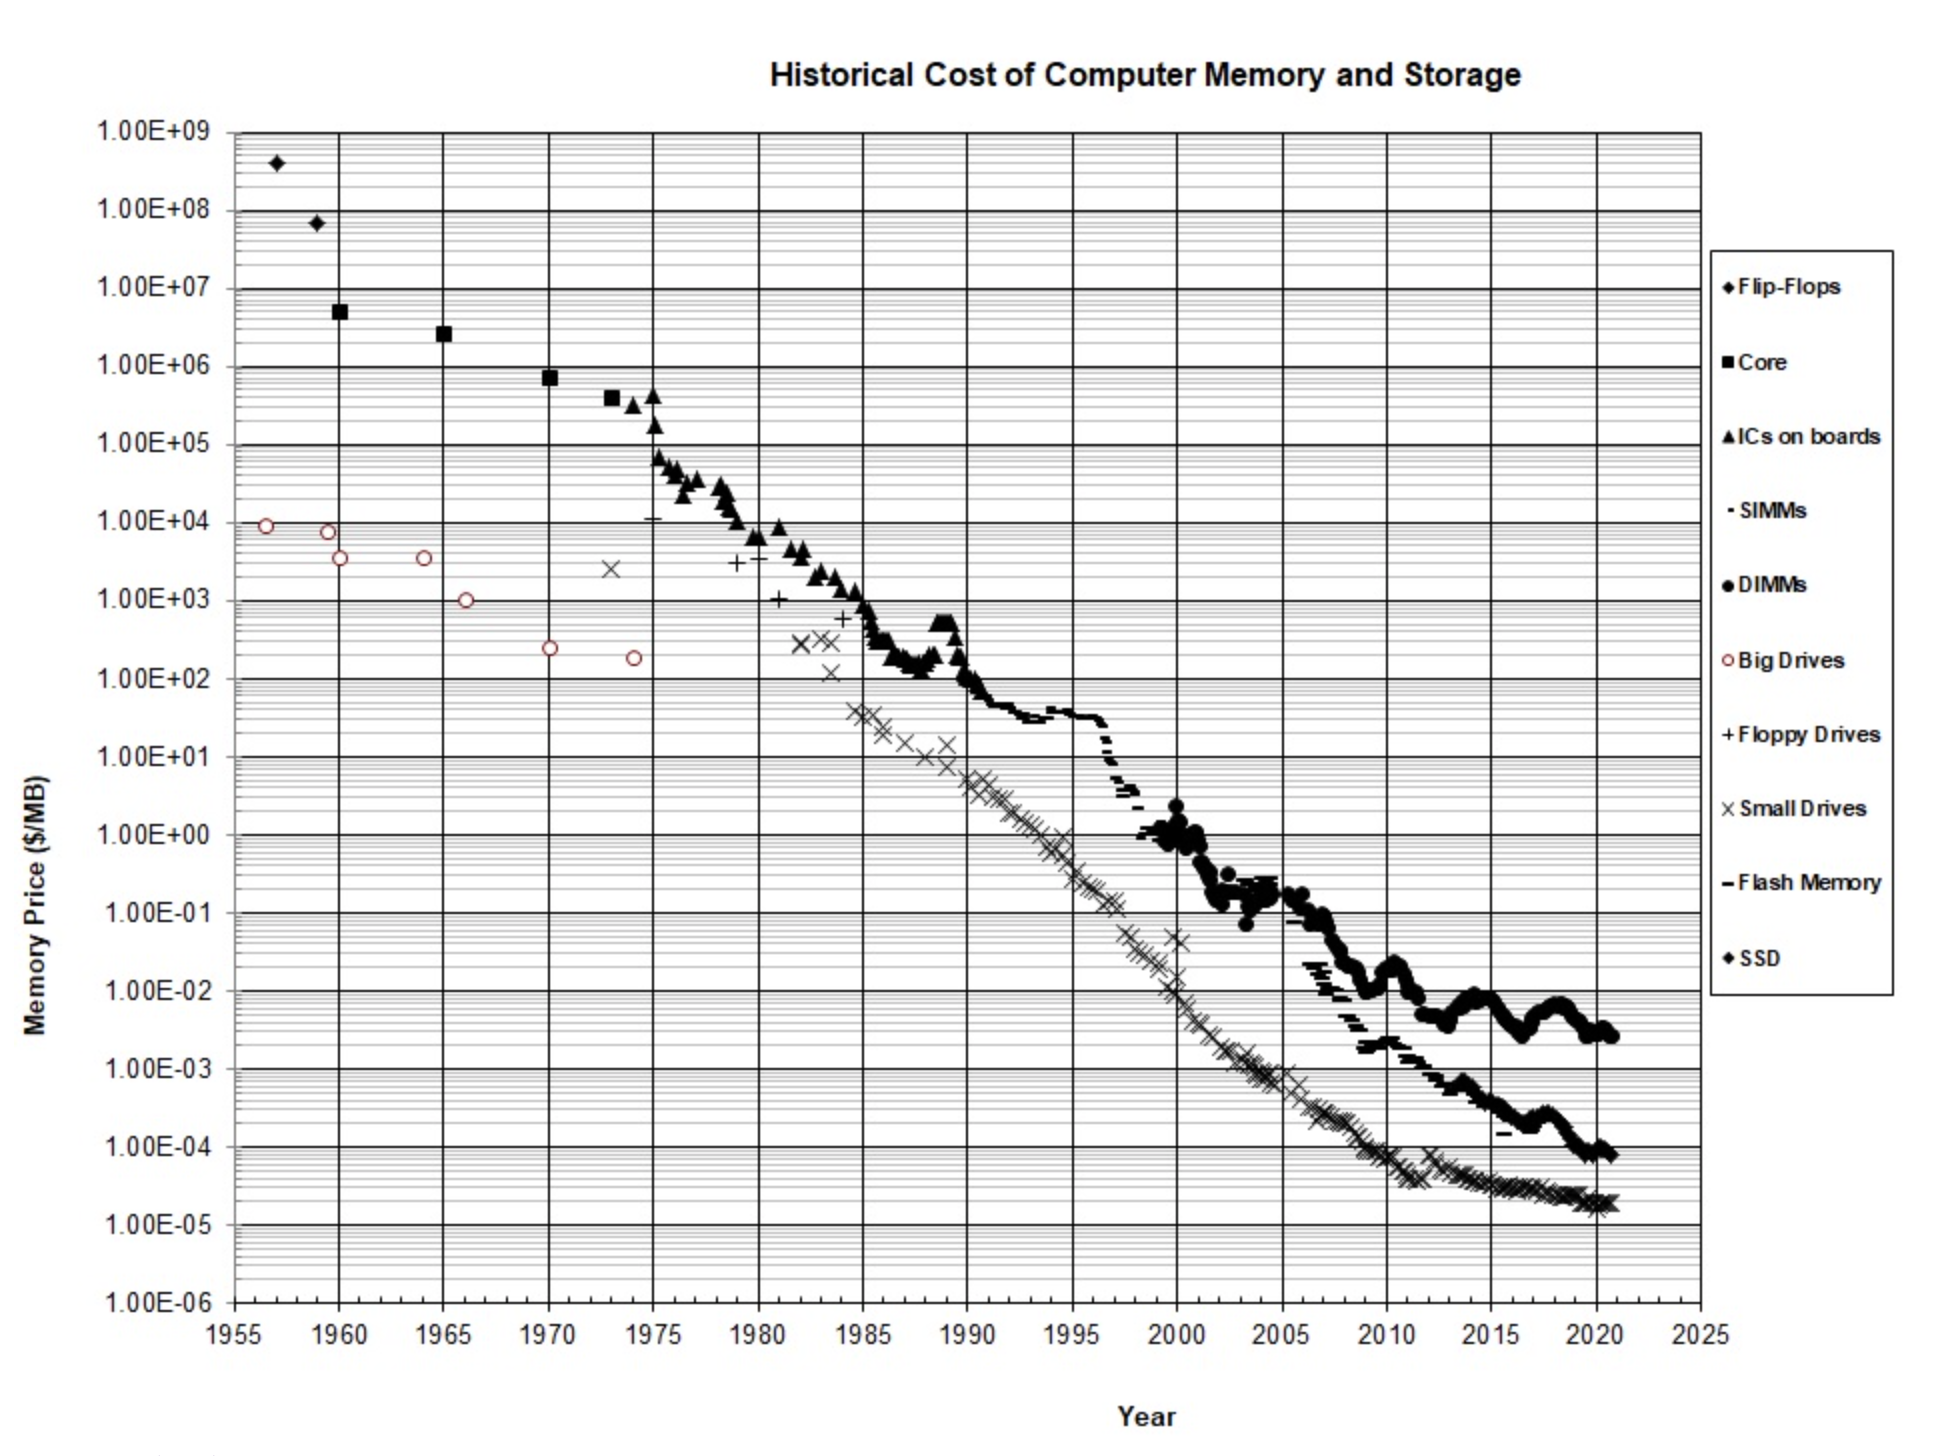 Historical Cost of Computer Memory and Storage
1.00E+09
1.00E+08
1.00E+07
1.00E+06
1.00E+05
1.00E+04
1.00E+03
1.00E+02
1.00E+01
1.00E+00
1.00E-01
1.00E-02
1.00E-03
1.00E-04
1.00E-05
1.00E-06
Memory Price ($/MB)
1955 1960 1965 1970 1975 1980 1985 1990 1995 2000 2005 2010 2015 2020 2025
Year
Flip-Flops
Core
ICs on boards
SIMMs
DIMMs
Big Drives
Floppy Drives
Small Drives
Flash Memory
SSD